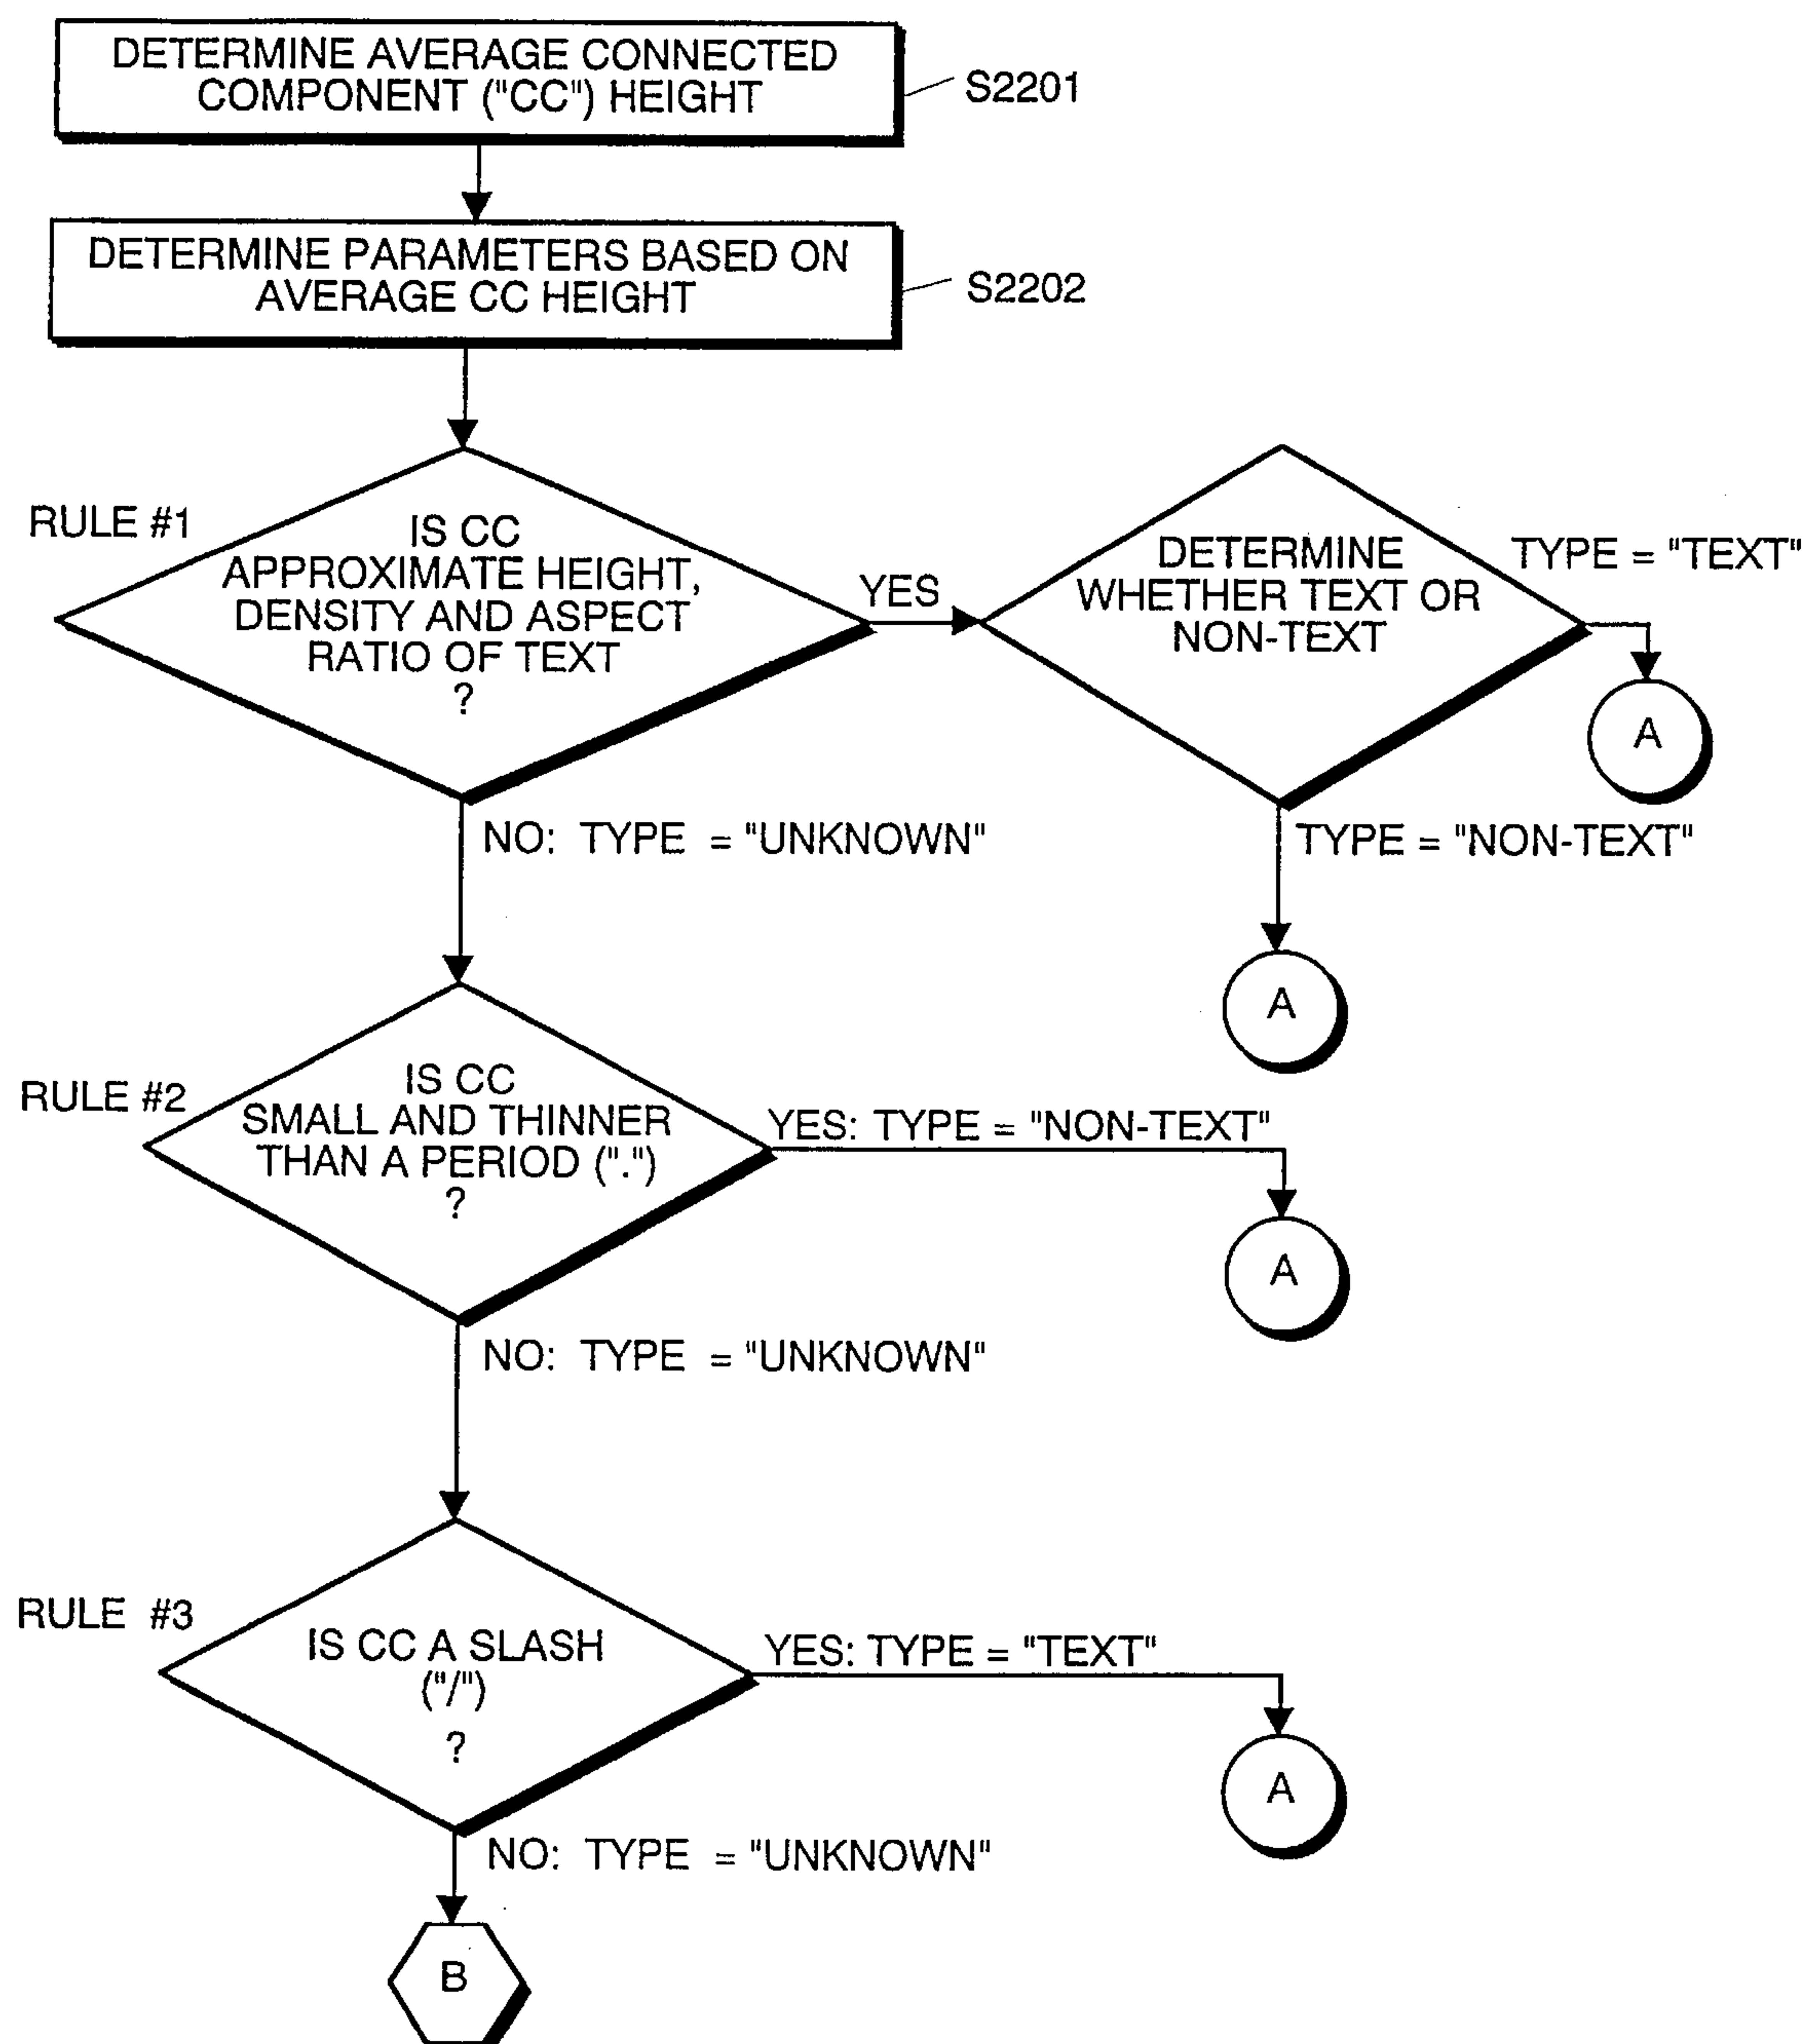 DETERMINE AVERAGE CONNECTED
COMPONENT ("CC") HEIGHT
S2201
DETERMINE PARAMETERS BASED ON
AVERAGE CC HEIGHT
S2202
RULE #1
IS CC
APPROXIMATE HEIGHT,
DENSITY AND ASPECT
RATIO OF TEXT
?
YES
DETERMINE
WHETHER TEXT OR
NON-TEXT
TYPE = "TEXT"
A
NO: TYPE = "UNKNOWN"
TYPE = "NON-TEXT"
A
RULE #2
IS CC
SMALL AND THINNER
THAN A PERIOD (".")
?
YES: TYPE = "NON-TEXT"
A
NO: TYPE = "UNKNOWN"
RULE #3
IS CC A SLASH
("/")
?
YES: TYPE = "TEXT"
A
NO: TYPE = "UNKNOWN"
B